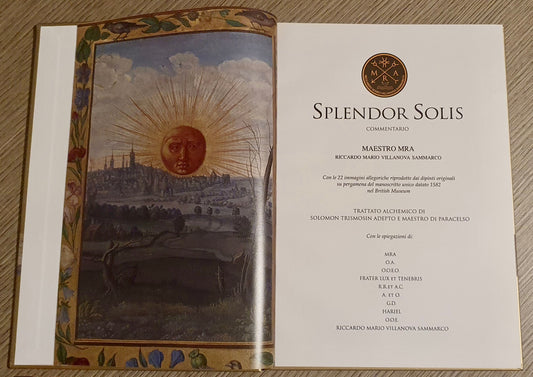 M A
R
SPLENDOR SOLIS
COMMENTARIO
MAESTRO MRA
RICCARDO MARIO VILLANOVA SAMMARCO
Con le 22 immagini allegoriche riprodotte dai dipinti originali
su pergamena del manoscritto unico datato 1582
nel British Museum
TRATTATO ALCHEMICO DI
SOLOMON TRISMOSIN ADEPTO E MAESTRO DI PARACELSO
Con le spiegazioni di:
MRA
O.A.
O.O.E.O.
FRATER LUX ET TENEBRIS
R.R.et A.C.
A. et O.
G.D
HARIEL
O.O.E.
RICCARDO MARIO VILLANOVA SAMMARCO